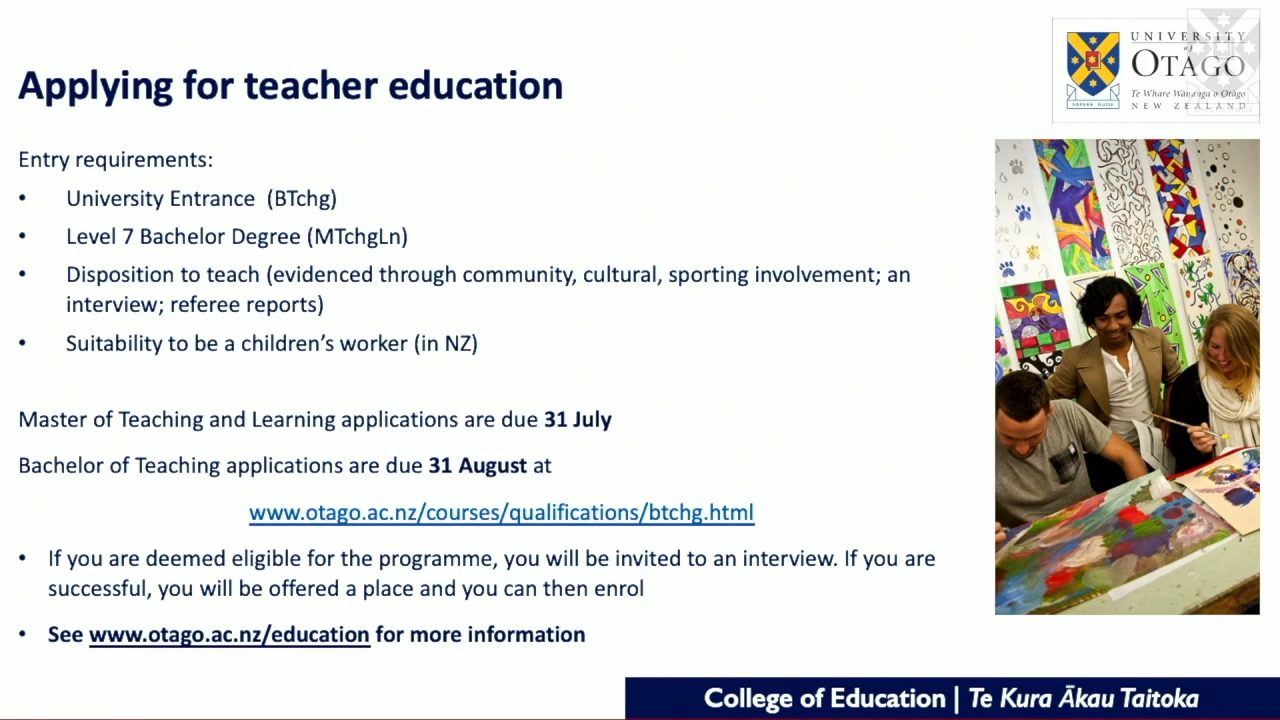 Applying for teacher education
UNIVERSITY
of
OTAGO
Te Whare Wānanga o Otāgo
NEW ZEALAND
SAPERE AUDE
Entry requirements:
• University Entrance (BTchg)
• Level 7 Bachelor Degree (MTchgLn)
• Disposition to teach (evidenced through community, cultural, sporting involvement; an
interview; referee reports)
• Suitability to be a children’s worker (in NZ)
Master of Teaching and Learning applications are due 31 July
Bachelor of Teaching applications are due 31 August at
www.otago.ac.nz/courses/qualifications/btchg.html
• If you are deemed eligible for the programme, you will be invited to an interview. If you are
successful, you will be offered a place and you can then enrol
• See www.otago.ac.nz/education for more information
College of Education | Te Kura Ākau Taitoka